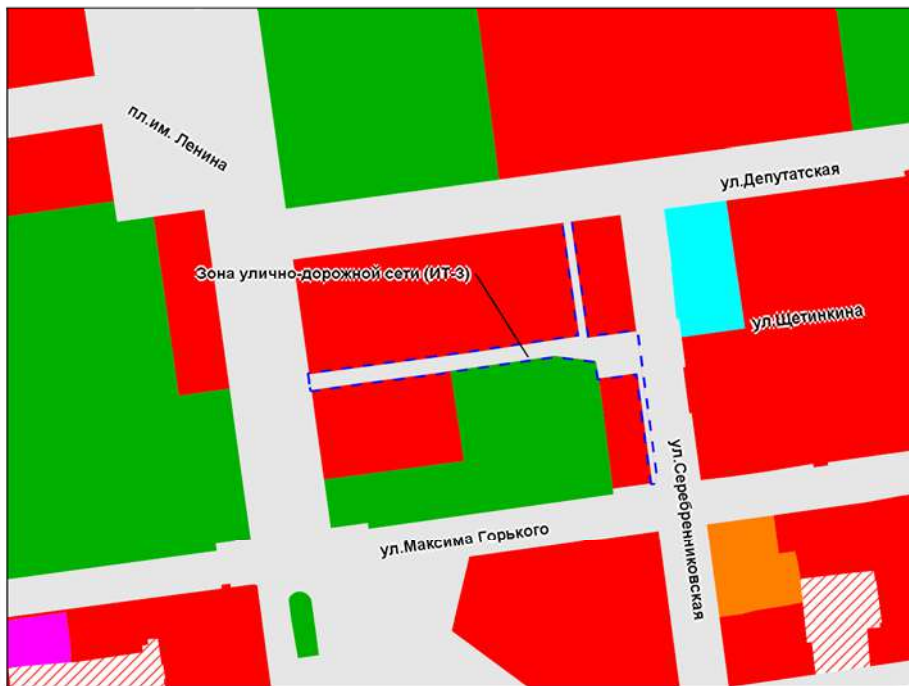 пл.им. Ленина
ул.Депутатская
Зона улично-дорожной сети (ИТ-3)
ул.Щетинкина
ул.Серебренниковская
ул.Максима Горького